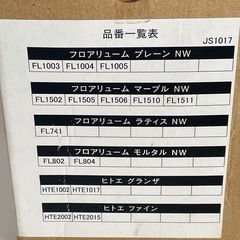 品番一覧表
JS1017
フロアリューム プレーン NW
FL1003 FL1004 FL1005
フロアリューム マーブル NW
FL1502 FL1505 FL1506 FL1510 FL1511
フロアリューム ラティス NW
FL741
フロアリューム モルタル NW
FL802 FL804
ヒトエ グランザ
HTE1002 HTE1017
ヒトエ ファイン
HTE2002 HTE2015